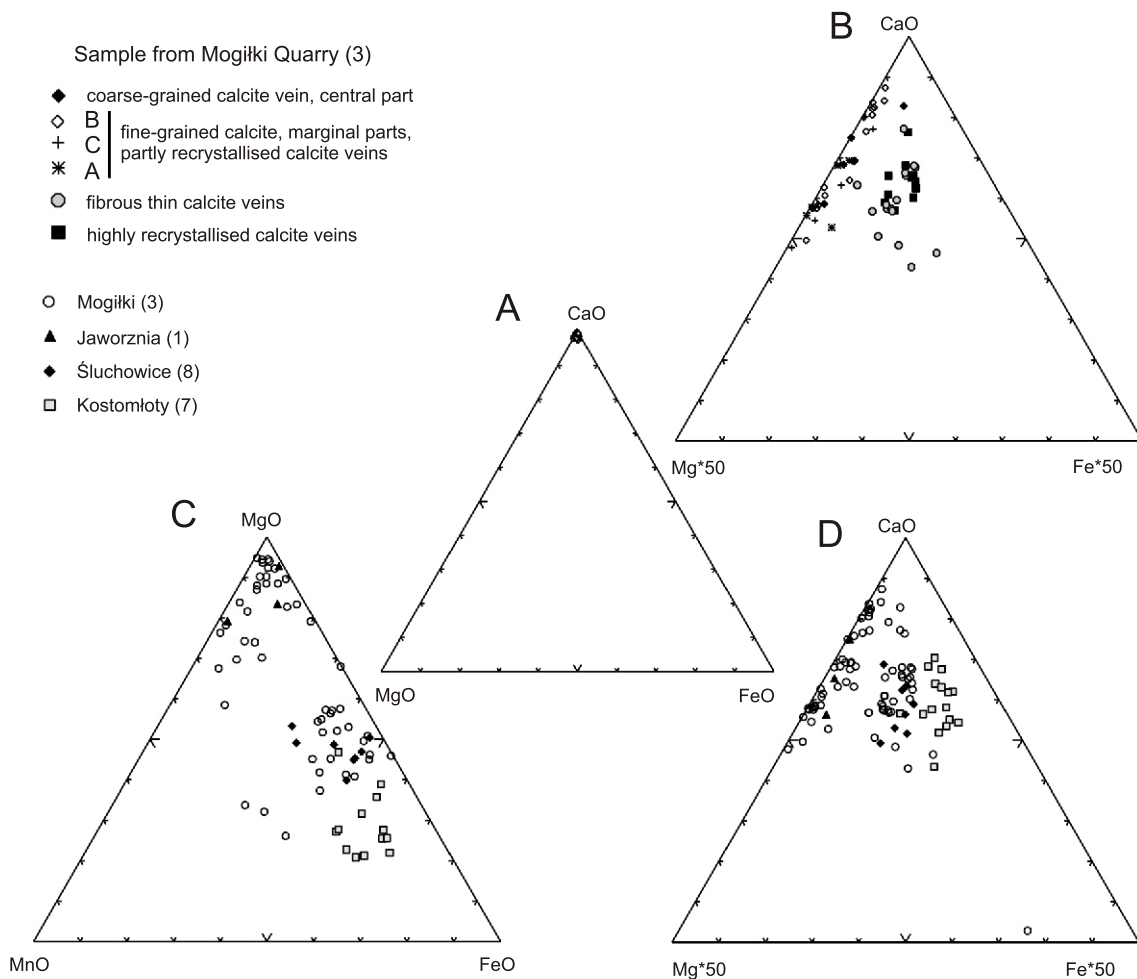 Sample from Mogiłki Quarry (3)
coarse-grained calcite vein, central part
B
C
A
fine-grained calcite, marginal parts,
partly recrystallised calcite veins
fibrous thin calcite veins
highly recrystallised calcite veins
Mogiłki (3)
Jaworznia (1)
Śluchowice (8)
Kostomłoty (7)
B
CaO
Mg*50
Fe*50
A
CaO
MgO
FeO
C
MgO
MnO
FeO
D
CaO
Mg*50
Fe*50